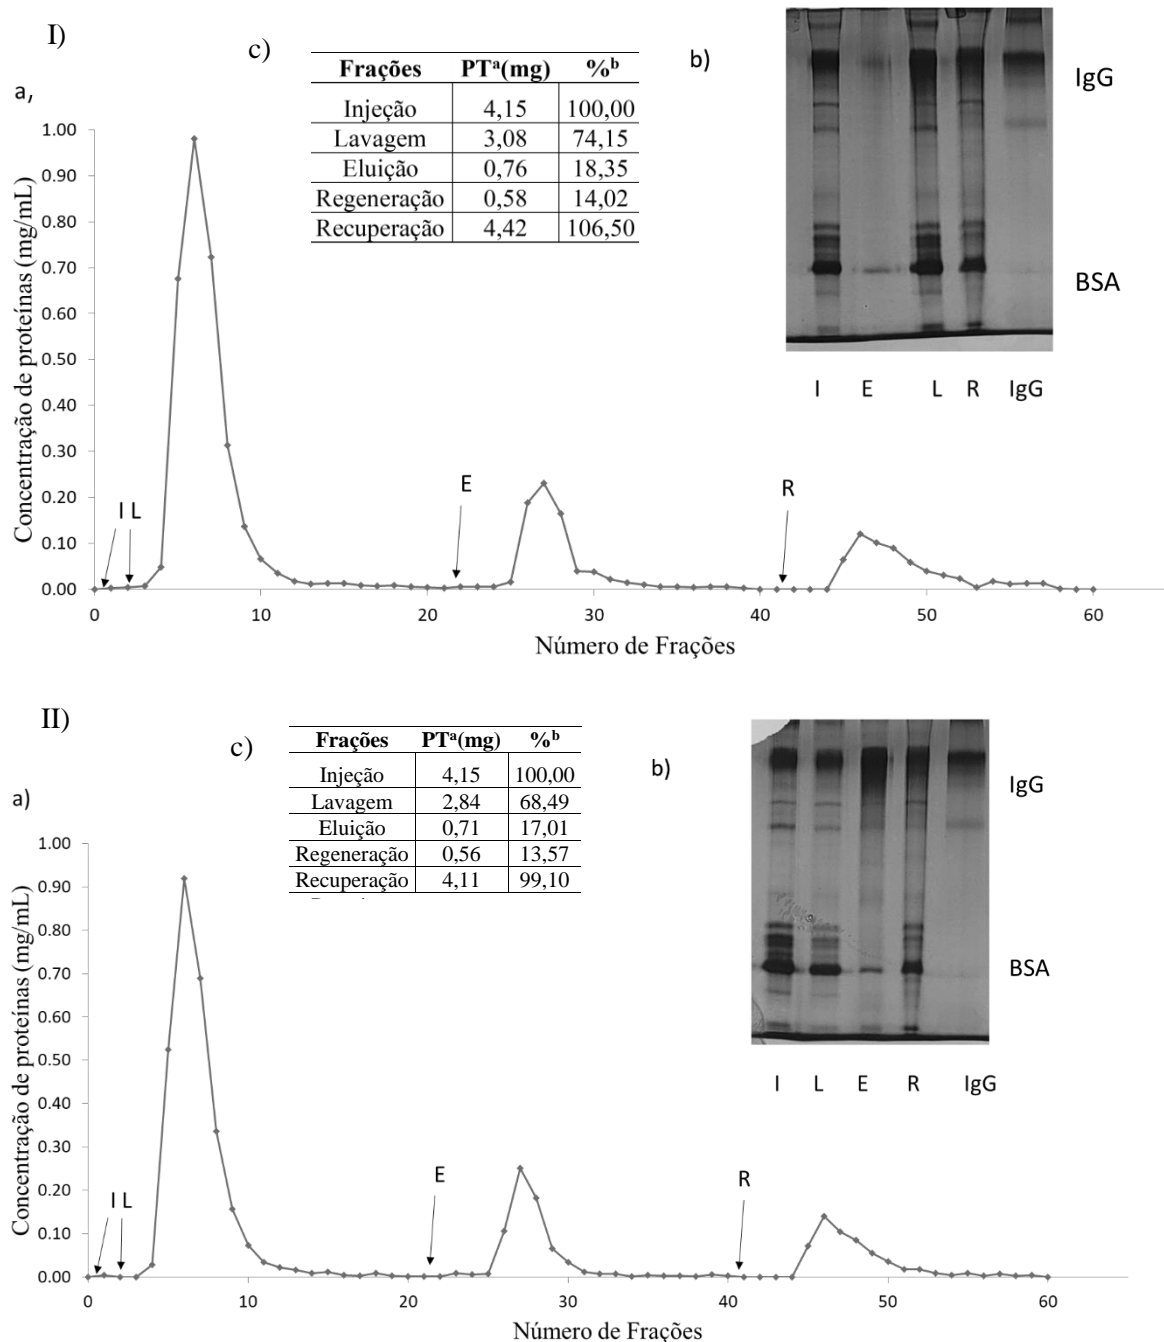 I)
c)
Frações PTᵃ(mg) %ᵇ
Injeção 4,15 100,00
Lavagem 3,08 74,15
Eluição 0,76 18,35
Regeneração 0,58 14,02
Recuperação 4,42 106,50
b)
IgG
BSA
I E L R IgG
a,
Concentração de proteínas (mg/mL)
1.00
0.90
0.80
0.70
0.60
0.50
0.40
0.30
0.20
0.10
0.00
I L
E
R
0 10 20 30 40 50 60
Número de Frações
II)
c)
Frações PTᵃ(mg) %ᵇ
Injeção 4,15 100,00
Lavagem 2,84 68,49
Eluição 0,71 17,01
Regeneração 0,56 13,57
Recuperação 4,11 99,10
b)
IgG
BSA
I L E R IgG
a)
Concentração de proteínas (mg/mL)
1.00
0.90
0.80
0.70
0.60
0.50
0.40
0.30
0.20
0.10
0.00
I L
E
R
0 10 20 30 40 50 60
Número de Frações